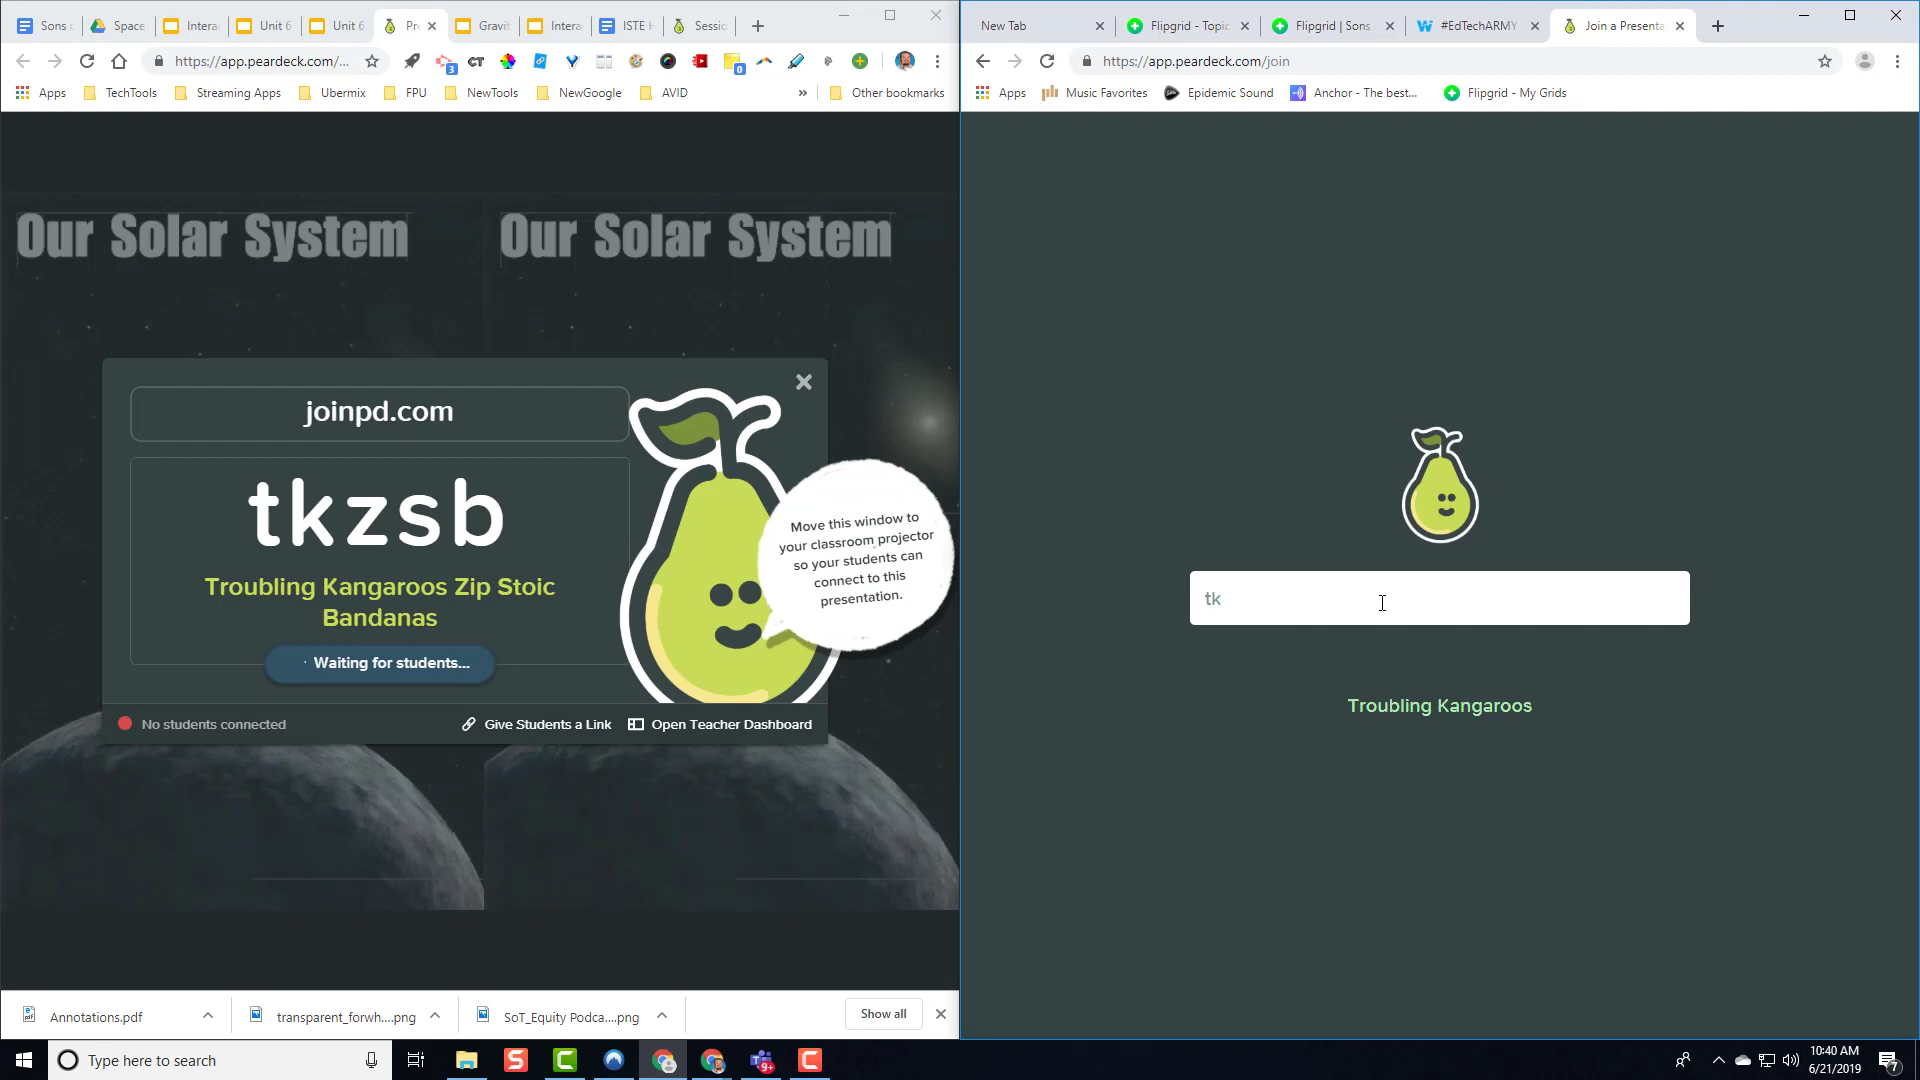 Sons
Space
Intera
Unit 6
Unit 6
Pr
Gravit
Intera
ISTE
Sessio
https://app.peardeck.com/...
3
CT
0
Apps
TechTools
Streaming Apps
Ubermix
FPU
NewTools
NewGoogle
AVID
»
Other bookmarks
Our Solar System
Our Solar System
joinpd.com
tkzsb
Troubling Kangaroos Zip Stoic
Bandanas
Waiting for students...
Move this window to
your classroom projector
so your students can
connect to this
presentation.
No students connected
Give Students a Link
Open Teacher Dashboard
Annotations.pdf
transparent_forwh....png
SoT_Equity Podca....png
Show all
New Tab
Flipgrid - Topic
Flipgrid | Sons
#EdTechARMY
Join a Presenta
https://app.peardeck.com/join
Apps
Music Favorites
Epidemic Sound
Anchor - The best...
Flipgrid - My Grids
tk
Troubling Kangaroos
Type here to search
9+
10:40 AM
6/21/2019
7